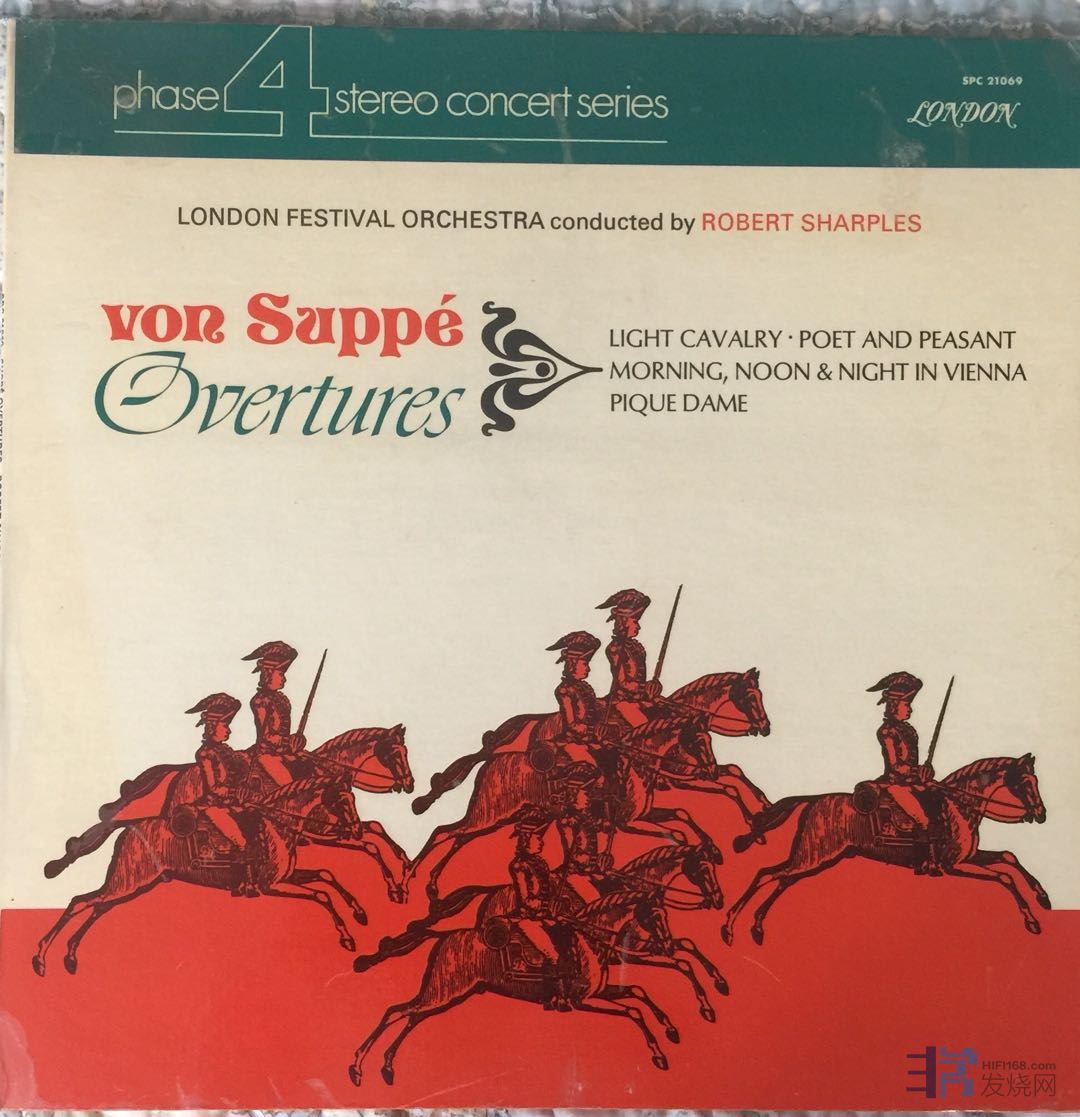 phase 4 stereo concert series
SPC 21069
LONDON
LONDON FESTIVAL ORCHESTRA conducted by ROBERT SHARPLES
von Suppé
Overtures
LIGHT CAVALRY · POET AND PEASANT
MORNING, NOON & NIGHT IN VIENNA
PIQUE DAME
HIFI168.com
发烧网